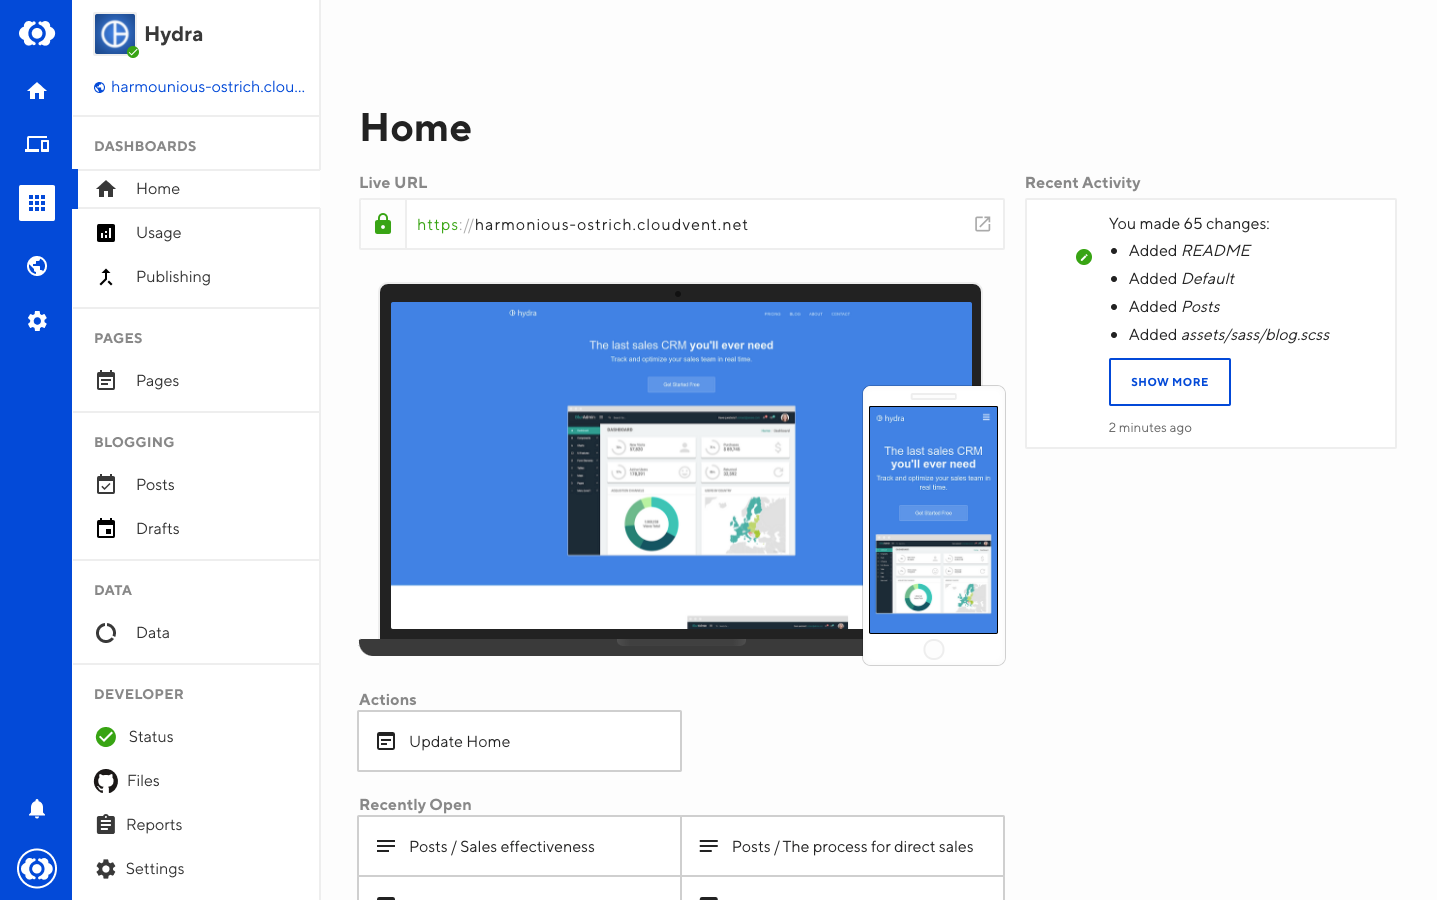 Hydra
harmounious-ostrich.clou...
DASHBOARDS
Home
Usage
Publishing
PAGES
Pages
BLOGGING
Posts
Drafts
DATA
Data
DEVELOPER
Status
Files
Reports
Settings
Home
Live URL
https://harmonious-ostrich.cloudvent.net
hydra
PRICING BLOG ABOUT CONTACT
The last sales CRM you'll ever need
Track and optimize your sales team in real time.
Get Started Free
DASHBOARD
hydra
The last sales CRM
you'll ever need
Track and optimize your sales team in
real time.
Get Started Free
Actions
Update Home
Recently Open
Posts / Sales effectiveness
Posts / The process for direct sales
Recent Activity
You made 65 changes:
Added README
Added Default
Added Posts
Added assets/sass/blog.scss
SHOW MORE
2 minutes ago